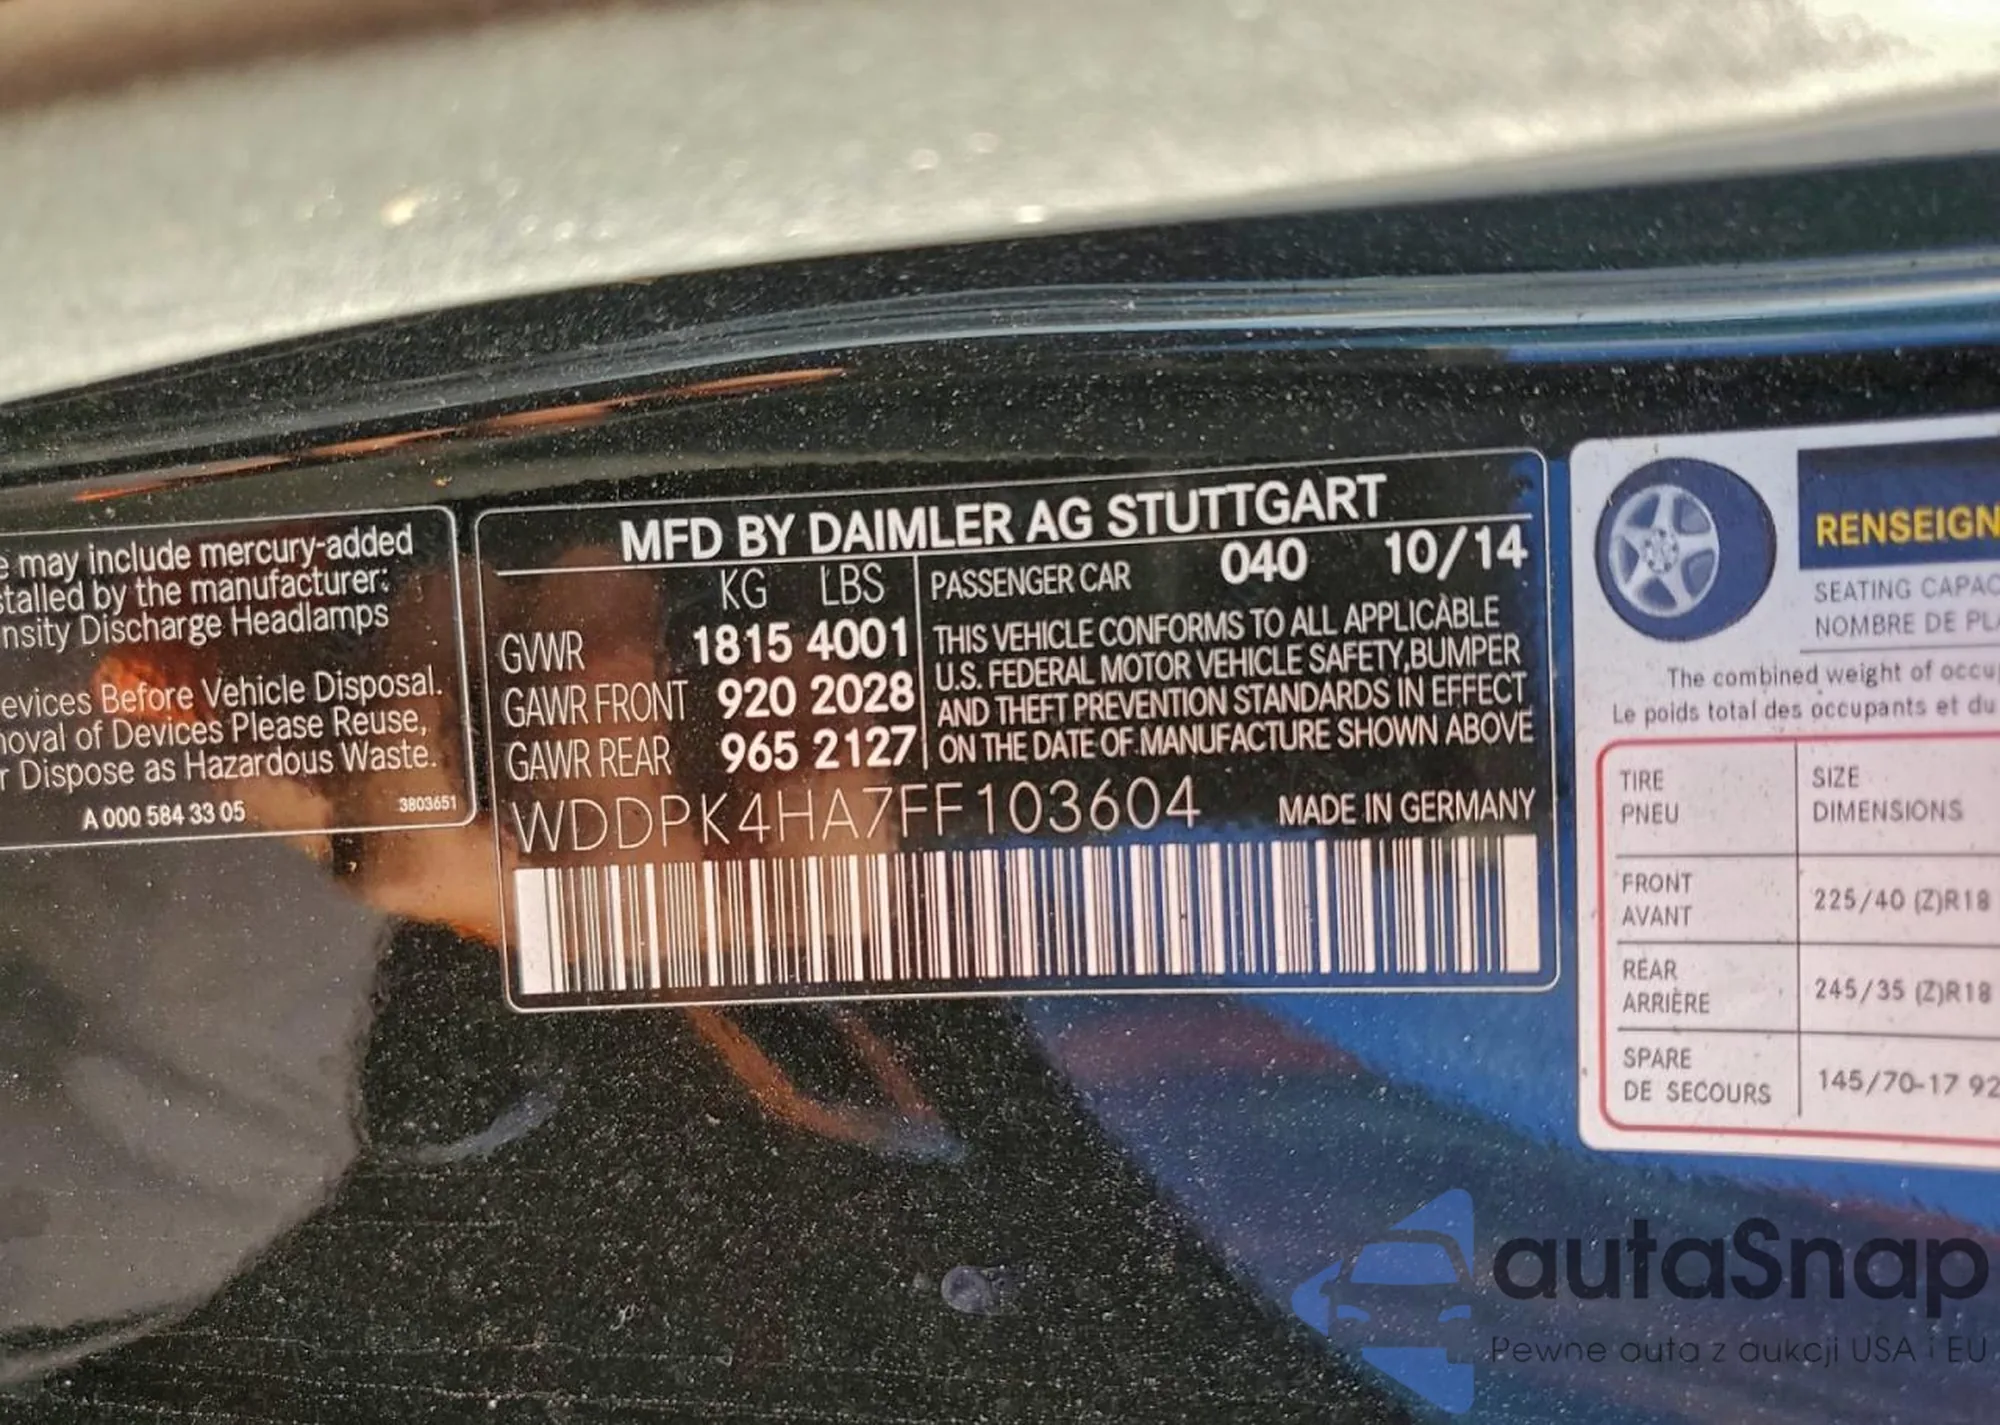 e may include mercury-added
stalled by the manufacturer:
nsity Discharge Headlamps
evices Before Vehicle Disposal.
noval of Devices Please Reuse,
r Dispose as Hazardous Waste.
A 000 584 33 05
3803651
MFD BY DAIMLER AG STUTTGART
KG LBS
GVWR 1815 4001
GAWR FRONT 920 2028
GAWR REAR 965 2127
PASSENGER CAR 040 10/14
THIS VEHICLE CONFORMS TO ALL APPLICABLE
U.S. FEDERAL MOTOR VEHICLE SAFETY, BUMPER
AND THEFT PREVENTION STANDARDS IN EFFECT
ON THE DATE OF MANUFACTURE SHOWN ABOVE
WDDPK4HA7FF103604 MADE IN GERMANY
RENSEIGN
SEATING CAPAC
NOMBRE DE PL
The combined weight of occup
Le poids total des occupants et du
TIRE
PNEU
SIZE
DIMENSIONS
FRONT
AVANT
225/40 (Z)R18
REAR
ARRIÈRE
245/35 (Z)R18
SPARE
DE SECOURS
145/70-17 92
autaSnap
Pewne auta z aukcji USA i EU